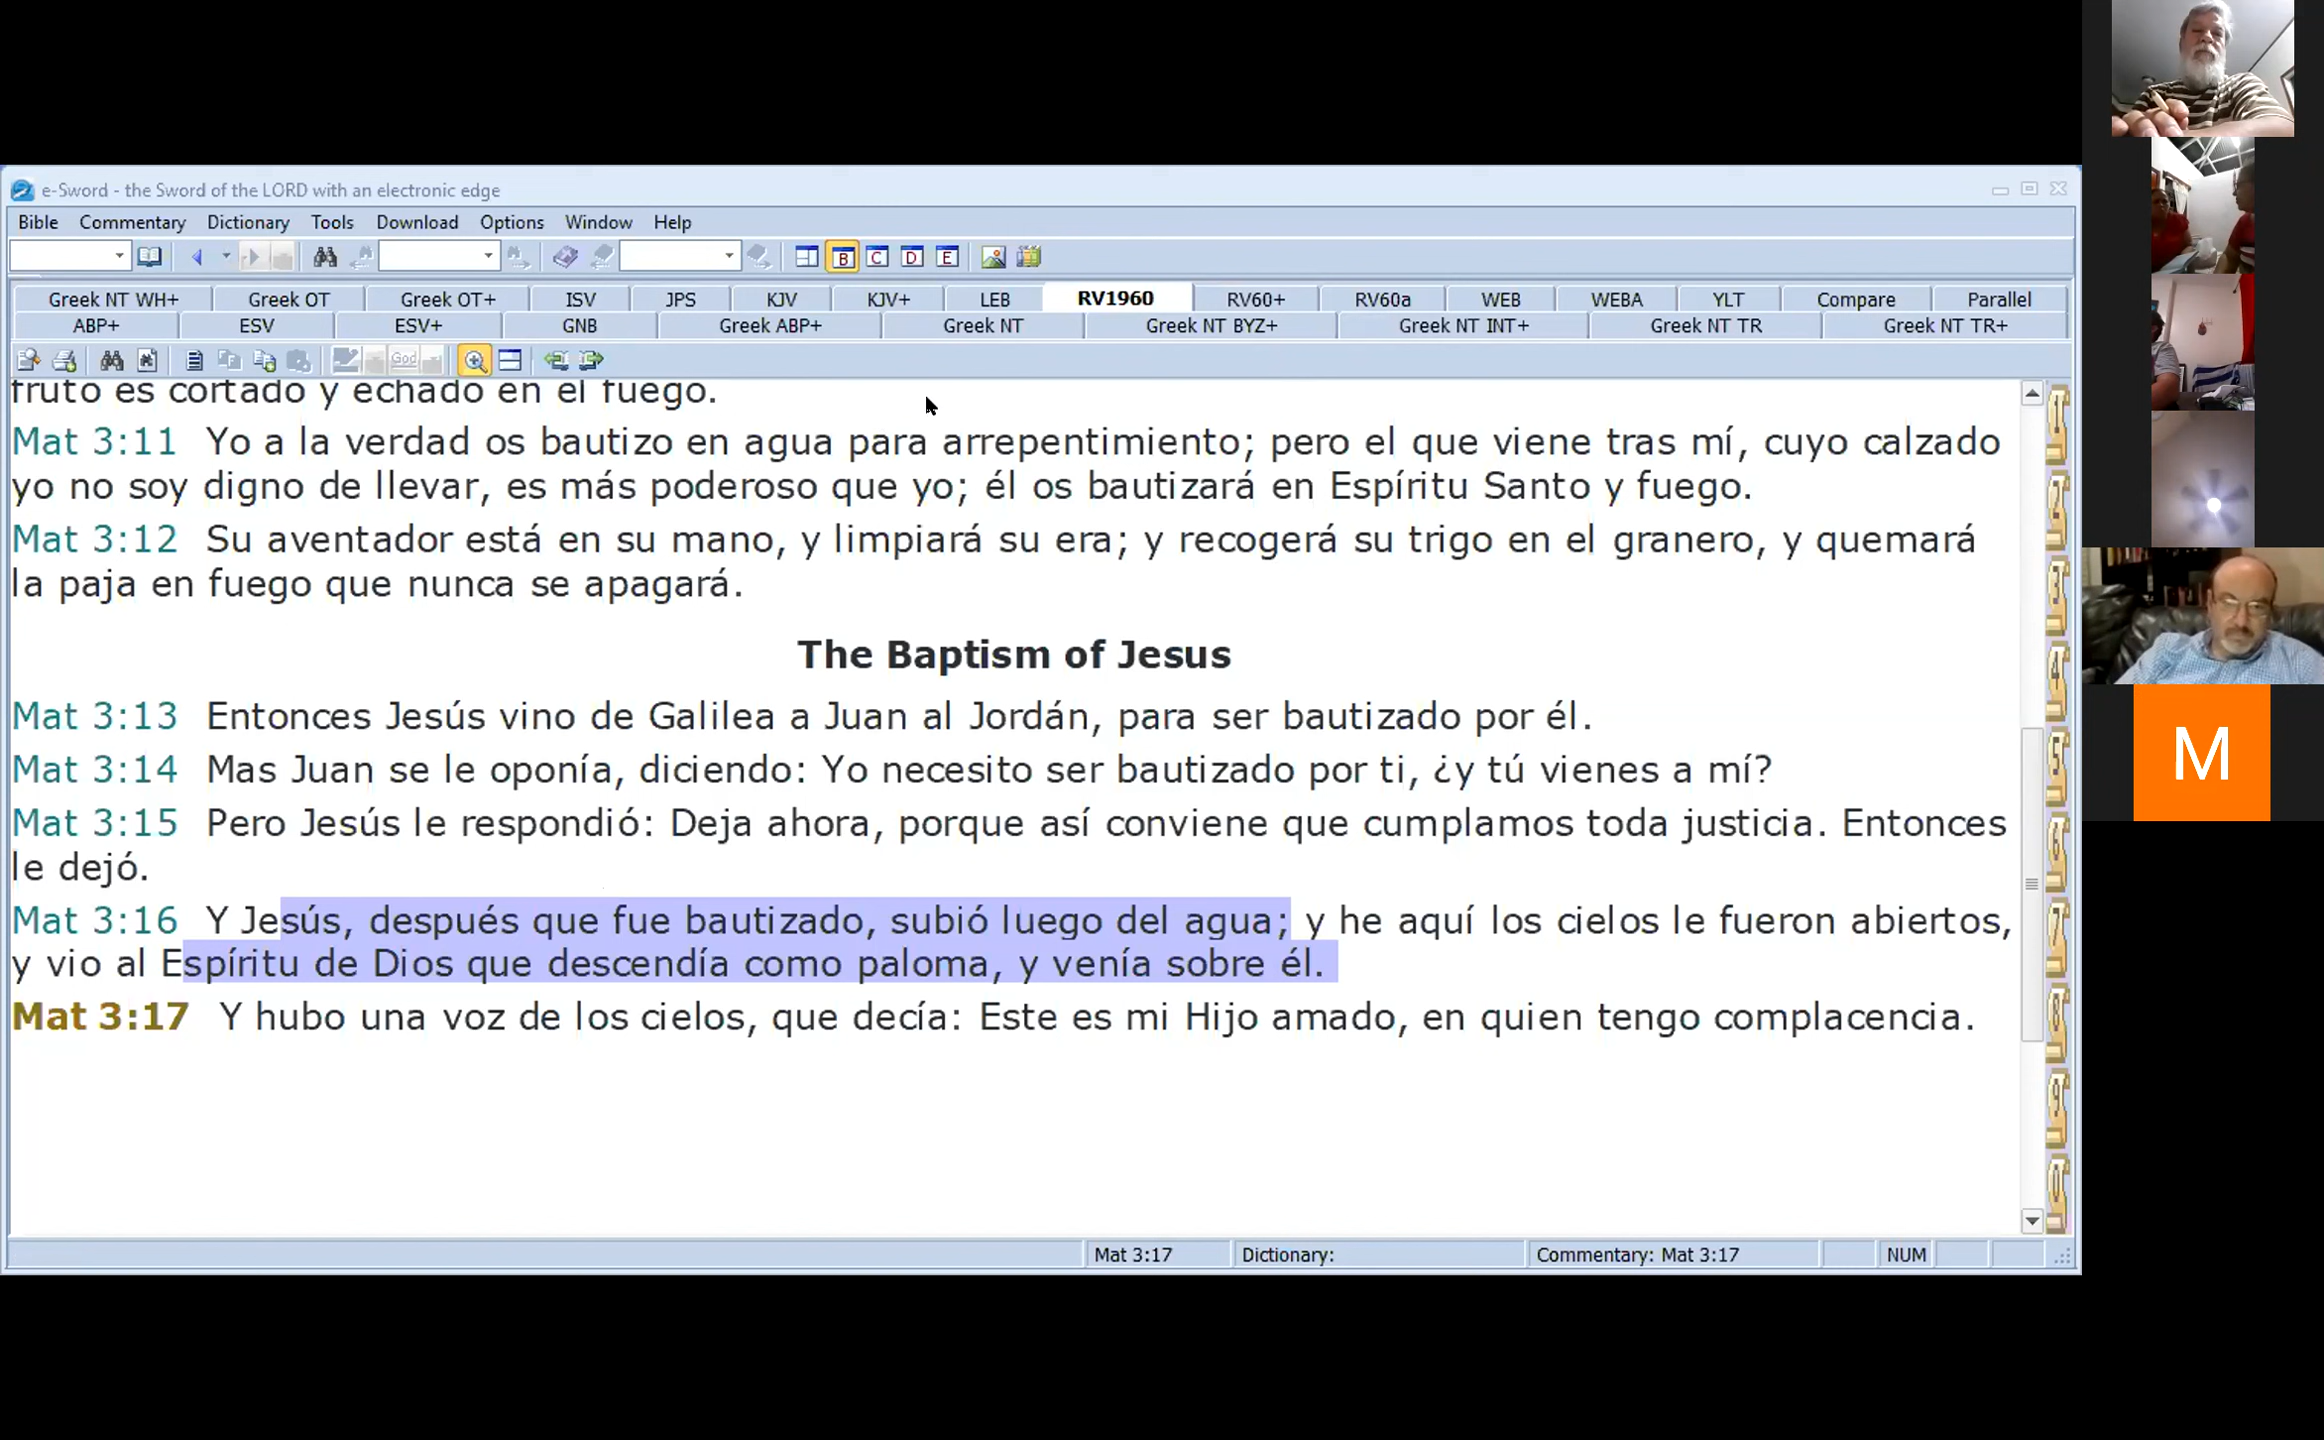 e-Sword - the Sword of the LORD with an electronic edge
Bible Commentary Dictionary Tools Download Options Window Help
B C D E
Greek NT WH+ Greek OT Greek OT+ ISV JPS KJV KJV+ LEB RV1960 RV60+ RV60a WEB WEBA YLT Compare Parallel
ABP+ ESV ESV+ GNB Greek ABP+ Greek NT Greek NT BYZ+ Greek NT INT+ Greek NT TR Greek NT TR+
God
fruto es cortado y echado en el fuego.
Mat 3:11 Yo a la verdad os bautizo en agua para arrepentimiento; pero el que viene tras mí, cuyo calzado
yo no soy digno de llevar, es más poderoso que yo; él os bautizará en Espíritu Santo y fuego.
Mat 3:12 Su aventador está en su mano, y limpiará su era; y recogerá su trigo en el granero, y quemará
la paja en fuego que nunca se apagará.
The Baptism of Jesus
Mat 3:13 Entonces Jesús vino de Galilea a Juan al Jordán, para ser bautizado por él.
Mat 3:14 Mas Juan se le oponía, diciendo: Yo necesito ser bautizado por ti, ¿y tú vienes a mí?
Mat 3:15 Pero Jesús le respondió: Deja ahora, porque así conviene que cumplamos toda justicia. Entonces
le dejó.
Mat 3:16 Y Jesús, después que fue bautizado, subió luego del agua; y he aquí los cielos le fueron abiertos,
y vio al Espíritu de Dios que descendía como paloma, y venía sobre él.
Mat 3:17 Y hubo una voz de los cielos, que decía: Este es mi Hijo amado, en quien tengo complacencia.
Mat 3:17 Dictionary: Commentary: Mat 3:17 NUM
1
2
3
4
5
6
7
8
9
0
M